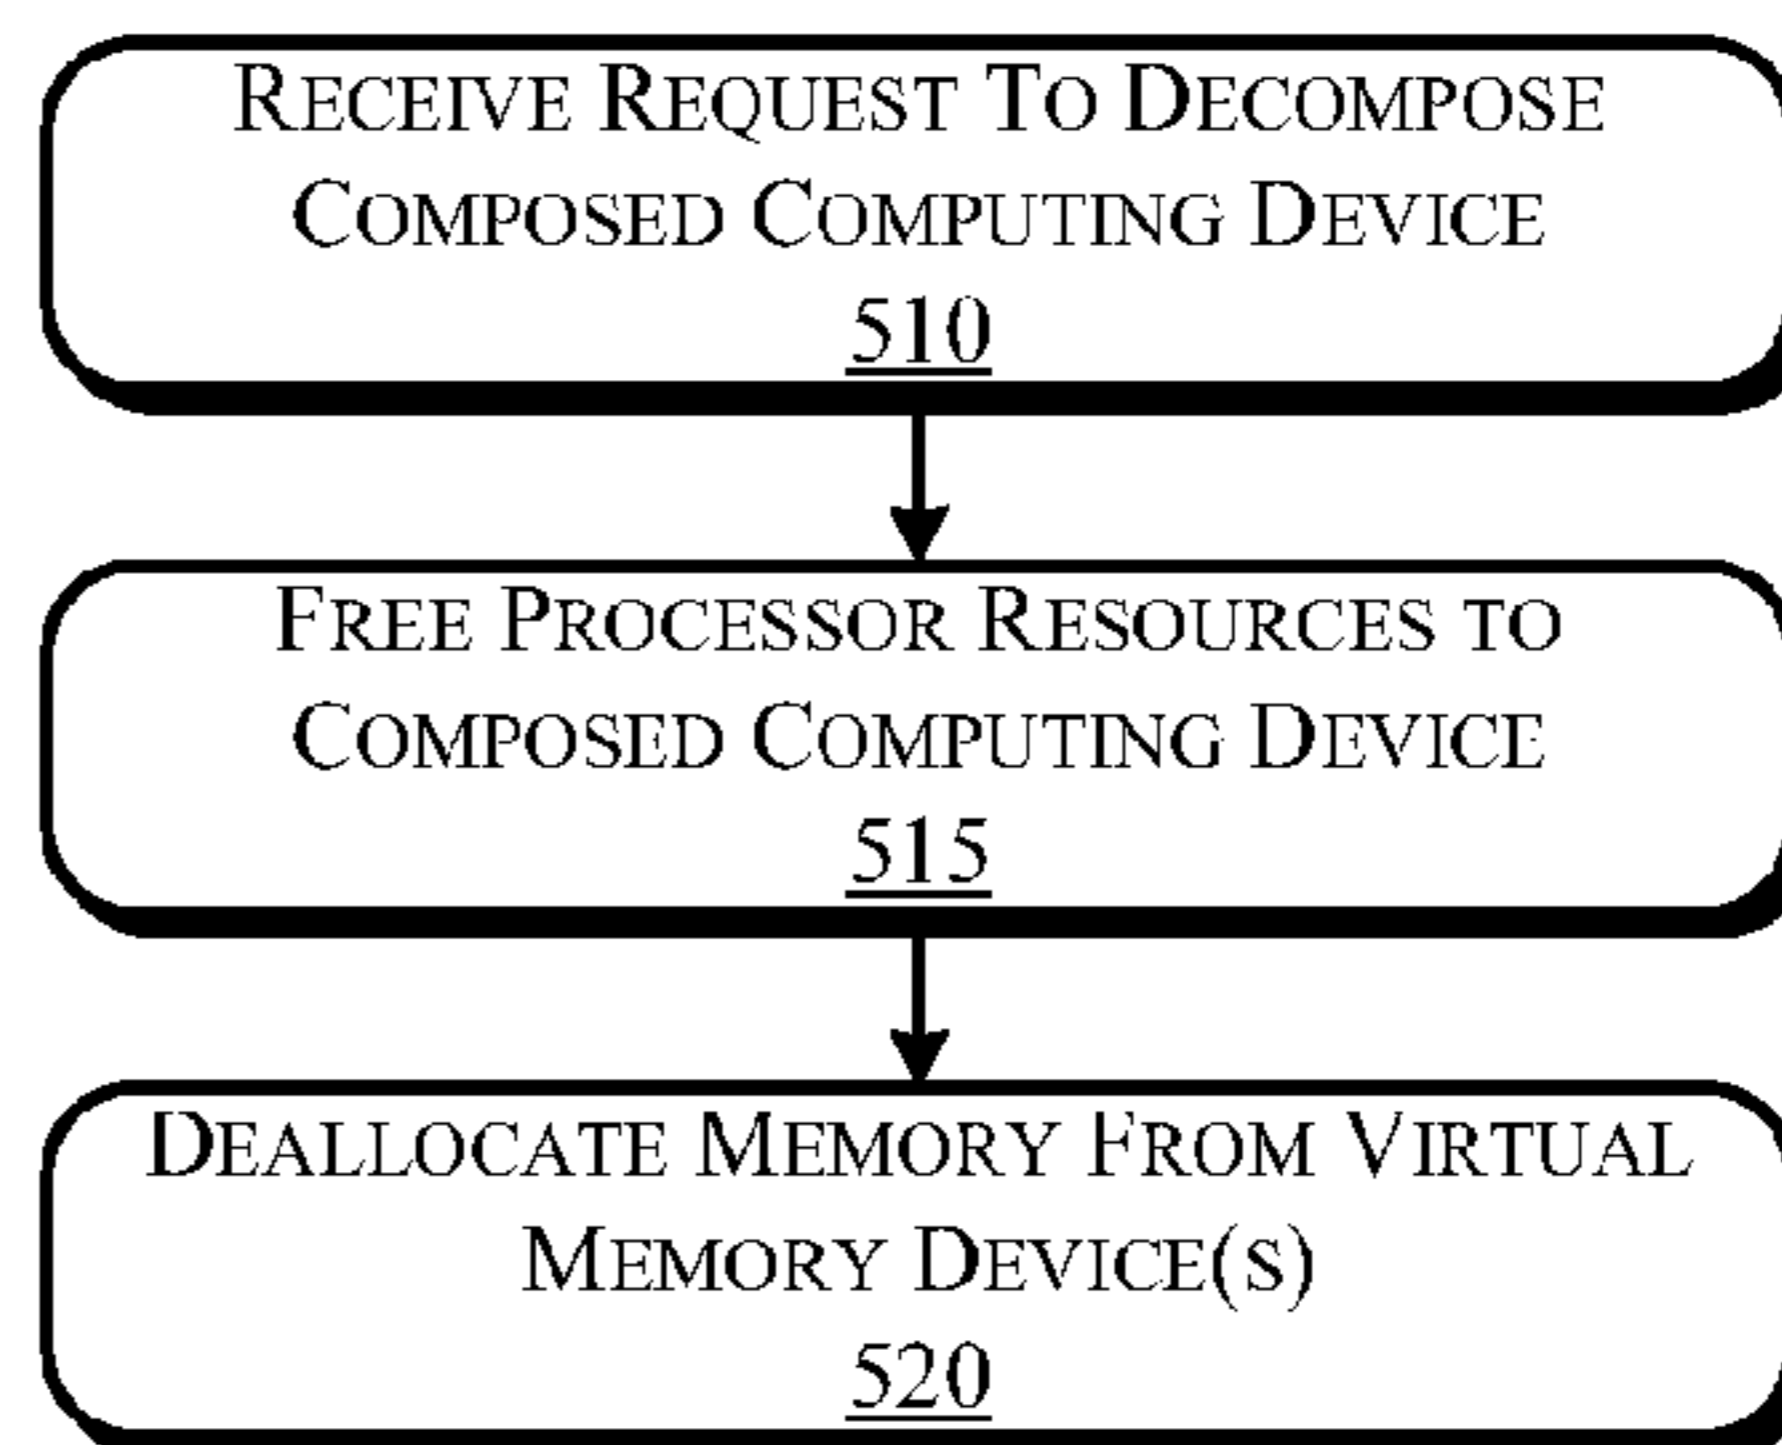 RECEIVE REQUEST TO DECOMPOSE
COMPOSED COMPUTING DEVICE
510
FREE PROCESSOR RESOURCES TO
COMPOSED COMPUTING DEVICE
515
DEALLOCATE MEMORY FROM VIRTUAL
MEMORY DEVICE(S)
520